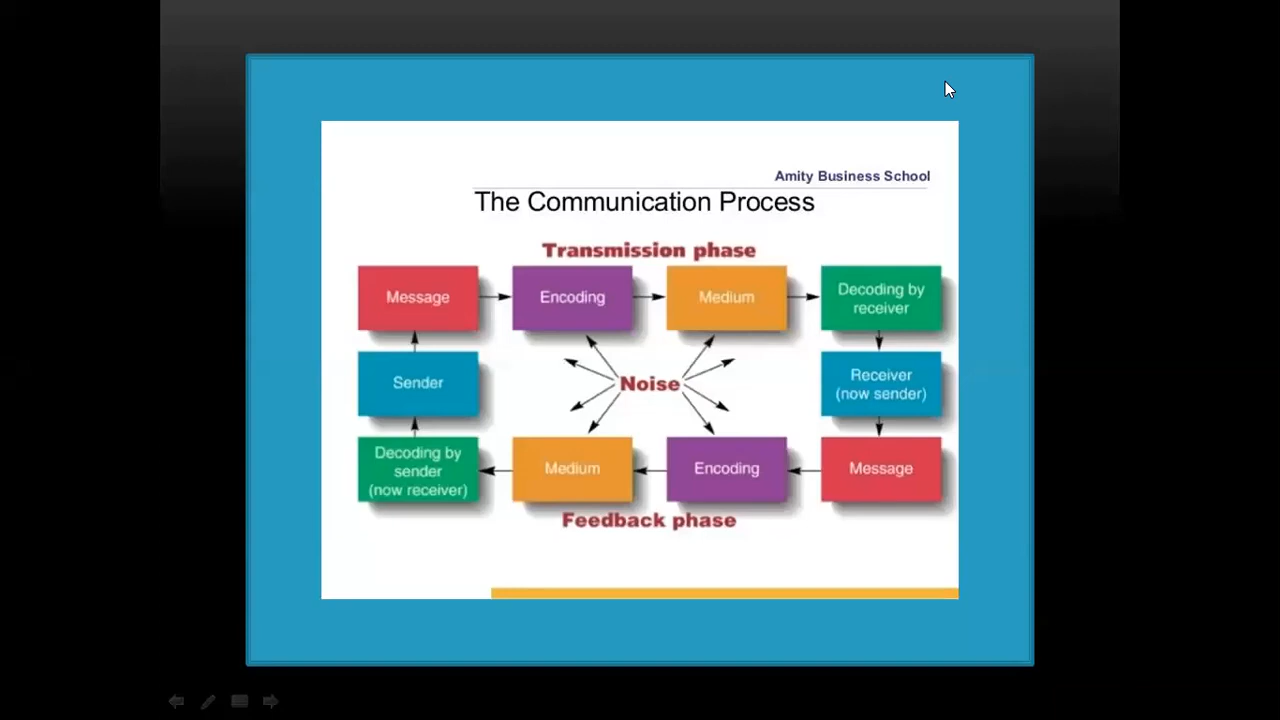 Amity Business School
The Communication Process
Transmission phase
Message
Encoding
Medium
Decoding by
receiver
Sender
Noise
Receiver
(now sender)
Decoding by
sender
(now receiver)
Medium
Encoding
Message
Feedback phase